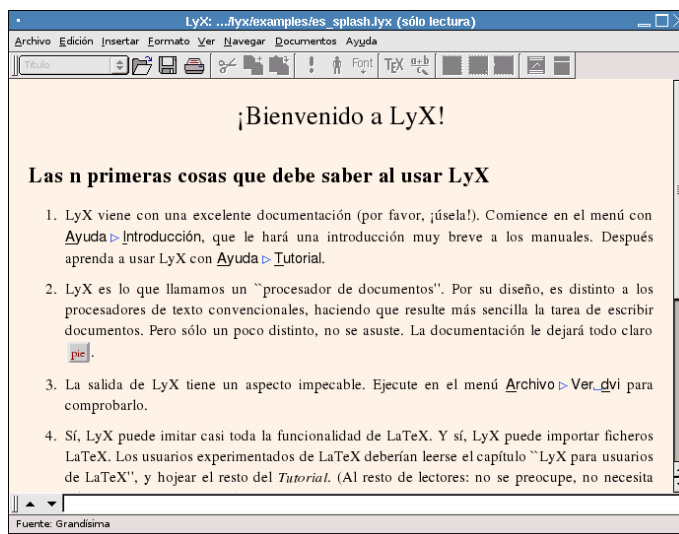 LyX: .../lyx/examples/es_splash.lyx (sólo lectura)
Archivo Edición Insertar Formato Ver Navegar Documentos Ayuda
Título
Font TEX a+b c
¡Bienvenido a LyX!
Las n primeras cosas que debe saber al usar LyX
1. LyX viene con una excelente documentación (por favor, ¡úsela!). Comience en el menú con
Ayuda ▷ Introducción, que le hará una introducción muy breve a los manuales. Después
aprenda a usar LyX con Ayuda ▷ Tutorial.
2. LyX es lo que llamamos un ``procesador de documentos''. Por su diseño, es distinto a los
procesadores de texto convencionales, haciendo que resulte más sencilla la tarea de escribir
documentos. Pero sólo un poco distinto, no se asuste. La documentación le dejará todo claro
pie.
3. La salida de LyX tiene un aspecto impecable. Ejecute en el menú Archivo ▷ Ver dvi para
comprobarlo.
4. Sí, LyX puede imitar casi toda la funcionalidad de LaTeX. Y sí, LyX puede importar ficheros
LaTeX. Los usuarios experimentados de LaTeX deberían leerse el capítulo ``LyX para usuarios
de LaTeX'', y hojear el resto del Tutorial. (Al resto de lectores: no se preocupe, no necesita
Fuente: Grandísima